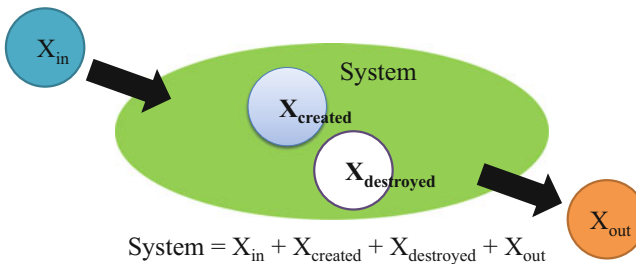 X_in
System
X_created
X_destroyed
X_out
System = X_in + X_created + X_destroyed + X_out